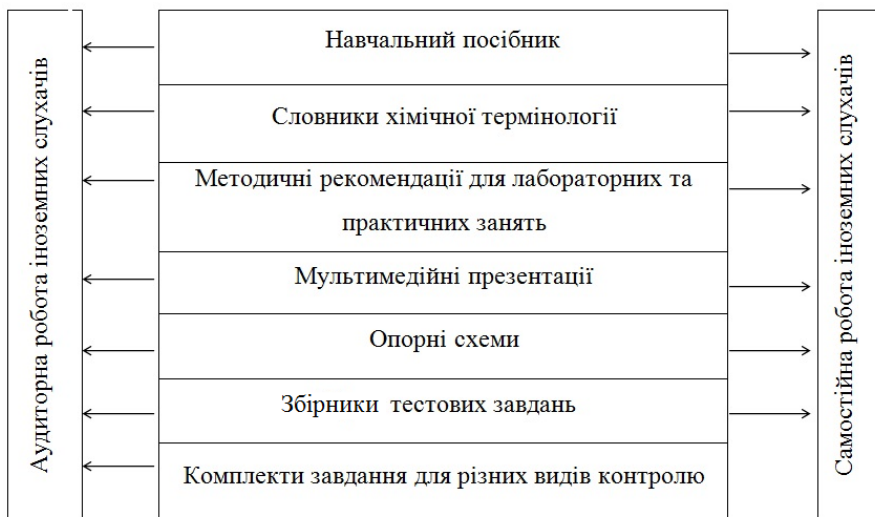 Аудиторна робота іноземних слухачів
Навчальний посібник
Словники хімічної термінології
Методичні рекомендації для лабораторних та
практичних занять
Мультимедійні презентації
Опорні схеми
Збірники тестових завдань
Комплекти завдання для різних видів контролю
Самостійна робота іноземних слухачів